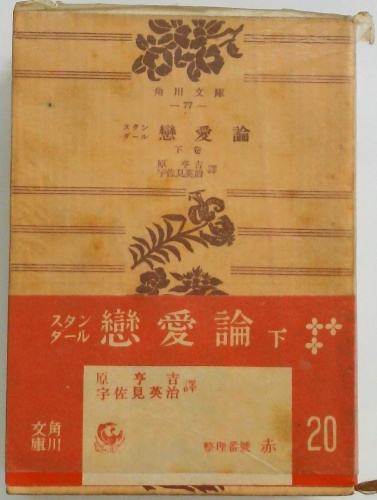 角川文庫
—77—
スタンダール 戀愛論
下卷
原亨吉
宇佐見英治 譯
スタンダール 戀愛論 下
原亨吉
宇佐見英治 譯
角川文庫
整理番號 赤
20